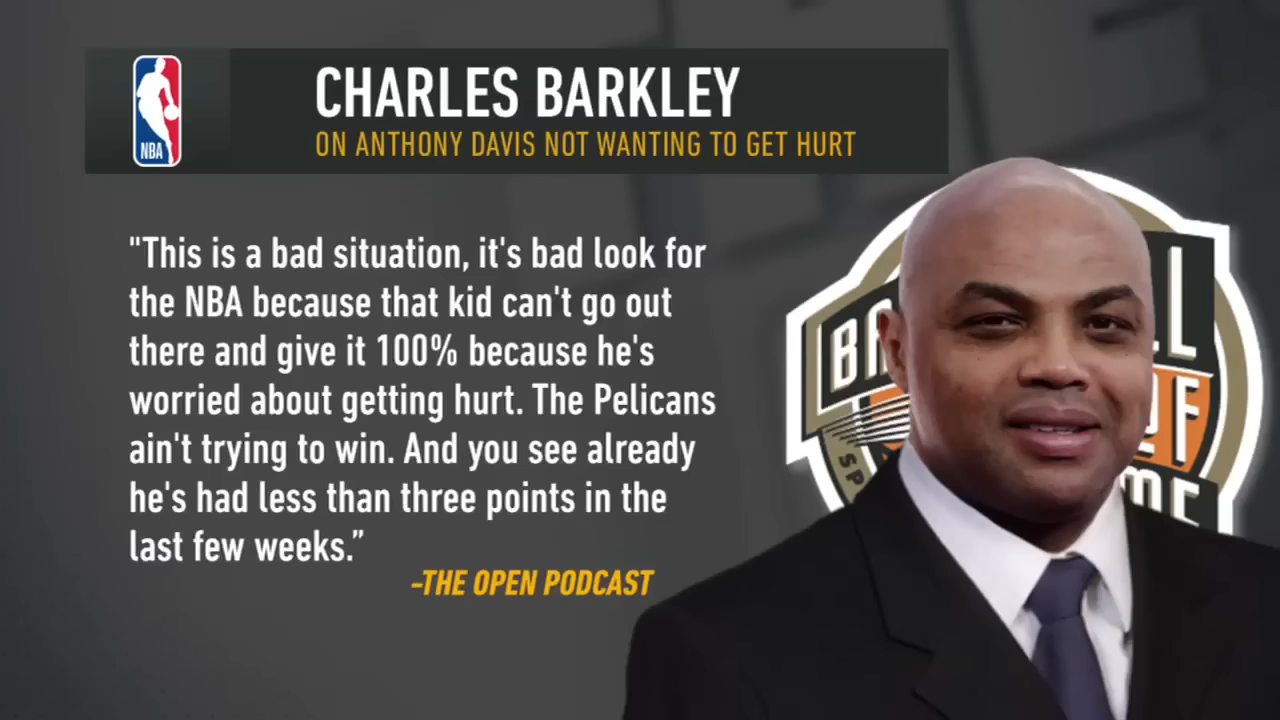 NBA
CHARLES BARKLEY
ON ANTHONY DAVIS NOT WANTING TO GET HURT
"This is a bad situation, it's bad look for
the NBA because that kid can't go out
there and give it 100% because he's
worried about getting hurt. The Pelicans
ain't trying to win. And you see already
he's had less than three points in the
last few weeks.”
-THE OPEN PODCAST
OF